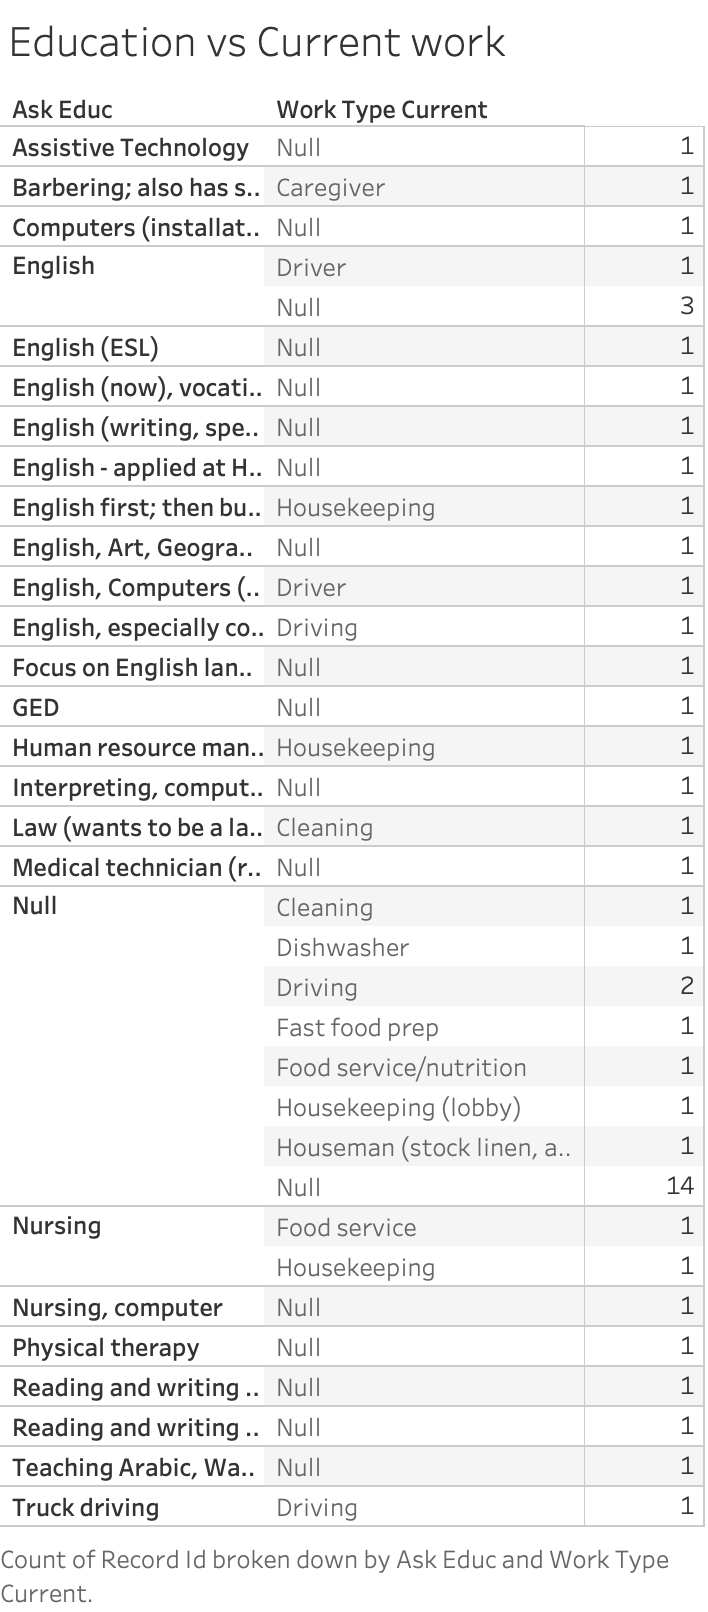 Education vs Current work
Ask Educ Work Type Current
Assistive Technology Null 1
Barbering; also has s.. Caregiver 1
Computers (installat.. Null 1
English Driver 1
Null 3
English (ESL) Null 1
English (now), vocati.. Null 1
English (writing, spe.. Null 1
English - applied at H.. Null 1
English first; then bu.. Housekeeping 1
English, Art, Geogra.. Null 1
English, Computers (.. Driver 1
English, especially co.. Driving 1
Focus on English lan.. Null 1
GED Null 1
Human resource man.. Housekeeping 1
Interpreting, comput.. Null 1
Law (wants to be a la.. Cleaning 1
Medical technician (r.. Null 1
Null Cleaning 1
Dishwasher 1
Driving 2
Fast food prep 1
Food service/nutrition 1
Housekeeping (lobby) 1
Houseman (stock linen, a.. 1
Null 14
Nursing Food service 1
Housekeeping 1
Nursing, computer Null 1
Physical therapy Null 1
Reading and writing .. Null 1
Reading and writing .. Null 1
Teaching Arabic, Wa.. Null 1
Truck driving Driving 1
Count of Record Id broken down by Ask Educ and Work Type
Current.